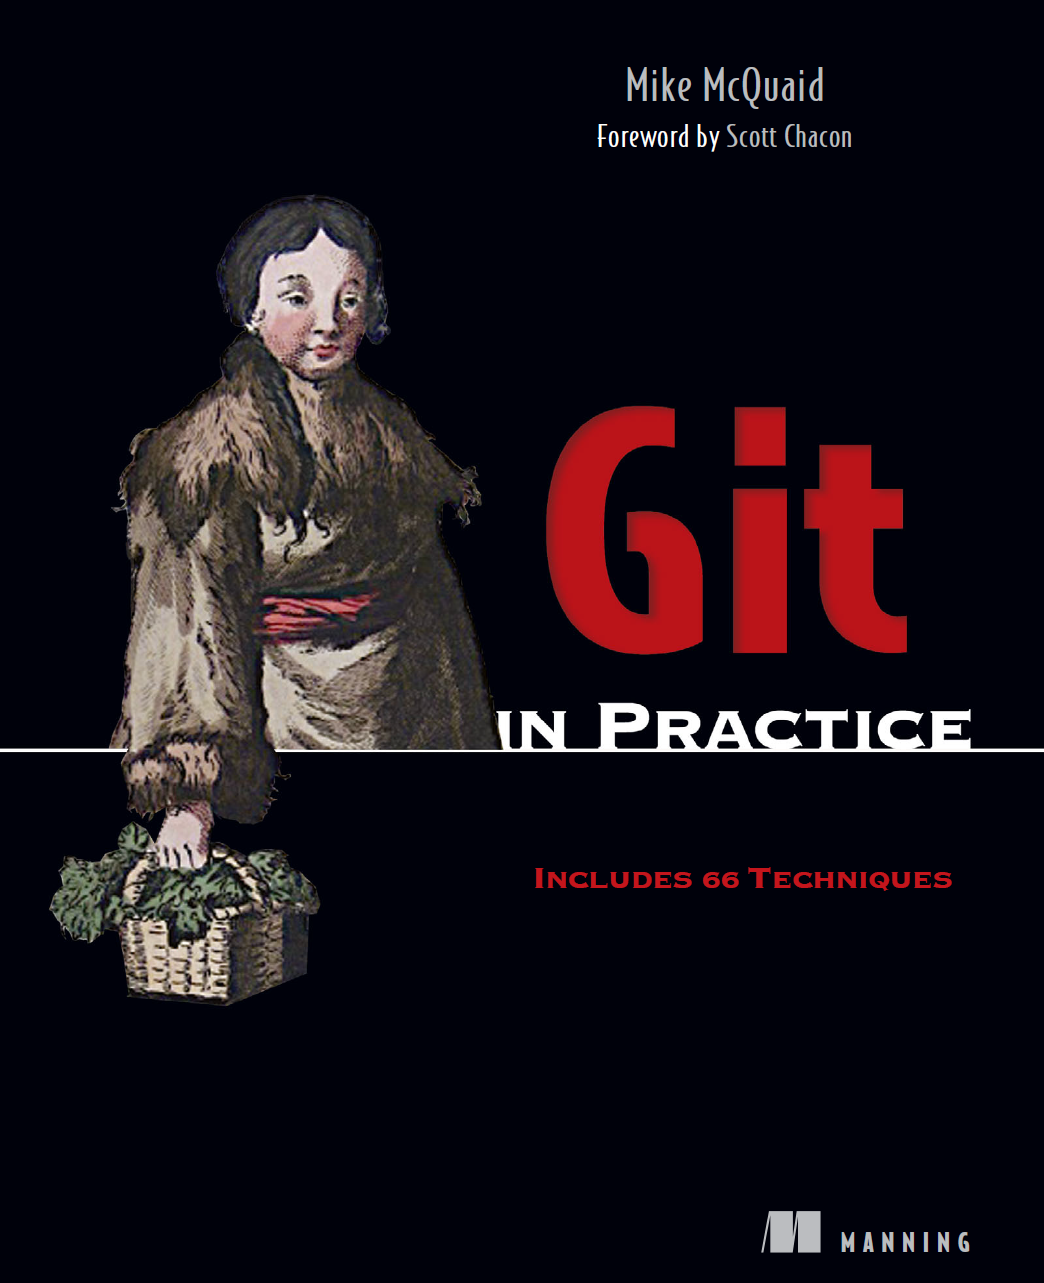 Mike McQuaid
Foreword by Scott Chacon
Git
IN PRACTICE
INCLUDES 66 TECHNIQUES
MANNING